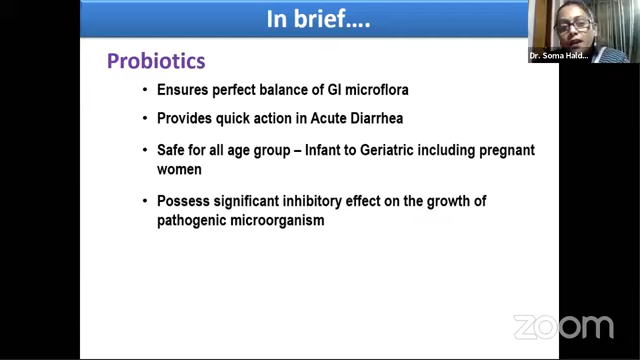 In brief….
Dr. Soma Hald...
Probiotics
• Ensures perfect balance of GI microflora
• Provides quick action in Acute Diarrhea
• Safe for all age group – Infant to Geriatric including pregnant
women
• Possess significant inhibitory effect on the growth of
pathogenic microorganism
zoom